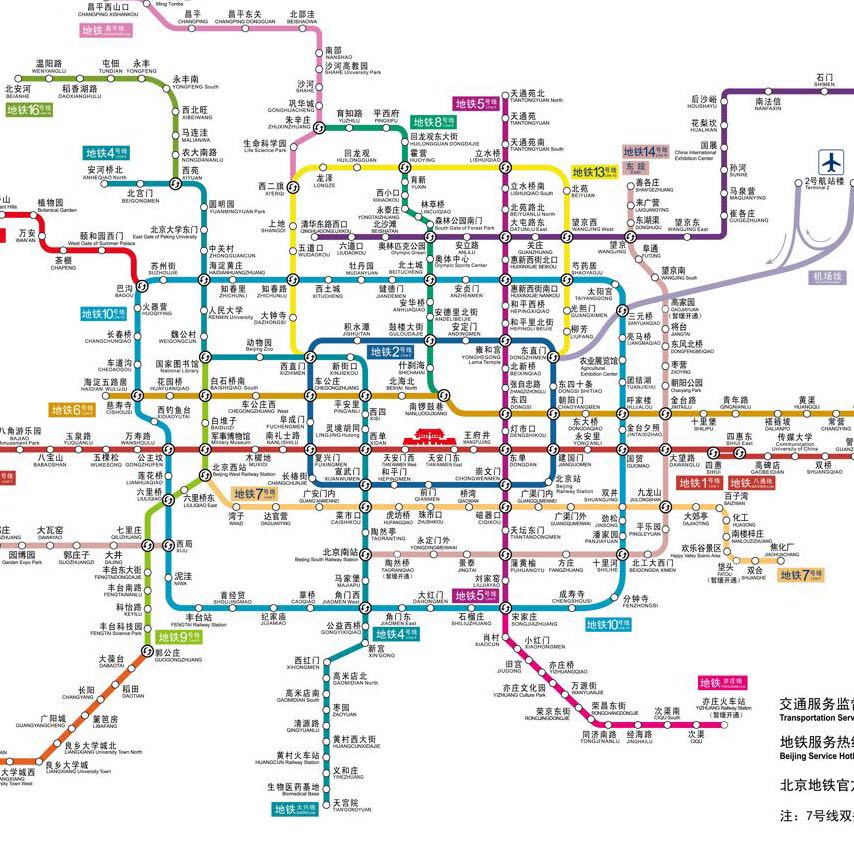 昌平西山口
CHANGPING XISHANKOU
Ming Tombs
昌平
CHANGPING
昌平东关
CHANGPING DONGGUAN
北邵洼
BEISHAOWA
地铁 昌平线
南邵
NANSHAO
沙河高教园
SHAHE University Park
沙河
SHAHE
巩华城
GONGHUACHENG
朱辛庄
ZHUXINZHUANG
生命科学园
Life Science Park
西二旗
XI'ERQI
温阳路
WENYANGLU
屯佃
TUNDIAN
永丰
YONGFENG
永丰南
YONGFENG South
北安河
BEIANHE
稻香湖路
DAOXIANGHULU
地铁16号线
西北旺
XIBEIWANG
马连洼
MALIANWA
农大南路
NONGDANANLU
西苑
XIYUAN
地铁4号线
安河桥北
ANHEQIAO North
北宫门
BEIGONGMEN
圆明园
YUANMINGYUAN Park
北京大学东门
East Gate of Peking University
中关村
ZHONGGUANCUN
海淀黄庄
HAIDIANHUANGZHUANG
人民大学
RENMIN University
魏公村
WEIGONGCUN
国家图书馆
National Library
动物园
Beijing Zoo
西直门
XIZHIMEN
育知路
YUZHILU
平西府
PINGXIFU
地铁8号线
回龙观东大街
HUILONGGUAN DONGDAJIE
霍营
HUOYING
回龙观
HUILONGGUAN
龙泽
LONGZE
育新
YUXIN
西小口
XIXIAOKOU
永泰庄
YONGTAIZHUANG
林萃桥
LINCUIQIAO
森林公园南门
South Gate of Forest Park
奥林匹克公园
Olympic Green
奥体中心
Olympic Sports Center
北土城
BEITUCHENG
安华桥
ANHUAQIAO
安德里北街
ANDELIBEIJIE
鼓楼大街
GULOUDAJIE
什刹海
SHICHAHAI
南锣鼓巷
NANLUOGUXIANG
地铁5号线
天通苑北
TIANTONGYUAN North
天通苑
TIANTONGYUAN
天通苑南
TIANTONGYUAN South
立水桥
LISHUIQIAO
立水桥南
LISHUIQIAO South
北苑路北
BEIYUANLU North
大屯路东
DATUNLU East
惠新西街北口
HUIXINXIJIE BEIKOU
惠新西街南口
HUIXINXIJIE NANKOU
和平西桥
HEPINGXIQIAO
和平里北街
HEPINGLI BEIJIE
雍和宫
YONGHEGONG
Lama Temple
北新桥
BEIXINQIAO
张自忠路
ZHANGZIZHONGLU
东四
DONGSI
灯市口
DENGSHIKOU
东单
DONGDAN
崇文门
CHONGWENMEN
磁器口
CIQIKOU
天坛东门
TIANTANDONGMEN
蒲黄榆
PUHUANGYU
刘家窑
LIUJIAYAO
地铁5号线
宋家庄
SONGJIAZHUANG
地铁13号线
北苑
BEIYUAN
望京西
WANGJING West
芍药居
SHAOYAOJU
光熙门
GUANGXIMEN
柳芳
LIUFANG
东直门
DONGZHIMEN
上地
SHANGDI
五道口
WUDAOKOU
知春路
ZHICHUNLU
大钟寺
DAZHONGSI
清华东路西口
北沙滩
BEISHATAN
六道口
LIUDAOKOU
安立路
ANLILU
关庄
GUANZHUANG
望京
WANGJING
望京东
WANGJING East
崔各庄
CUIGEZHUANG
马泉营
MAQUANYING
孙河
SUNHE
国展
China International
Exhibition Center
花梨坎
HUALIKAN
后沙峪
HOUSHAYU
南法信
NANFAXIN
石门
SHIMEN
地铁14号线
东段
善各庄
SHANGEZHUANG
来广营
LAIGUANGYING
东湖渠
DONGHUQU
阜通
FUTONG
望京南
WANGJING South
高家园
GAOJIAYUAN
(暂缓开通)
将台
JIANGTAI
东风北桥
DONGFENGBEIQIAO
枣营
ZAOYING
朝阳公园
CHAOYANG Park
2号航站楼
机场线
植物园
Botanical Garden
万安
WAN'AN
颐和园西门
West Gate of Summer Palace
茶棚
CHAPENG
巴沟
BAGOU
苏州街
SUZHOUJIE
知春里
ZHICHUNLI
西土城
XITUCHENG
牡丹园
MUDANYUAN
健德门
JIANDEMEN
安贞门
ANZHENMEN
太阳宫
TAIYANGGONG
三元桥
SANYUANQIAO
亮马桥
LIANGMAQIAO
农业展览馆
AGRICULTURAL
Exhibition Center
团结湖
TUANJIEHU
呼家楼
HUJIALOU
金台夕照
JINTAIXIZHAO
国贸
GUOMAO
双井
SHUANGJING
劲松
JINSONG
潘家园
PANJIAYUAN
十里河
SHILIHE
分钟寺
FENZHONGSI
成寿寺
CHENGSHOUSI
地铁10号线
火器营
HUOQIYING
地铁10号线
长春桥
CHANGCHUNQIAO
车道沟
CHEDAOGOU
海淀五路居
HAIDIAN WULUJU
慈寿寺
CISHOUSI
地铁6号线
花园桥
HUAYUANQIAO
白石桥南
BAISHIQIAO South
车公庄西
CHEGONGZHUANG West
车公庄
CHEGONGZHUANG
平安里
PING'ANLI
北海北
BEIHAI North
东四十条
DONGSI SHITIAO
朝阳门
CHAOYANGMEN
东大桥
DONGDAQIAO
金台路
JINTAILU
十里堡
SHILIPU
青年路
QINGNIANLU
褡裢坡
DALIANPO
黄渠
HUANGQU
常营
积水潭
JISHUITAN
安定门
ANDINGMEN
地铁2号线
新街口
XINJIEKOU
阜成门
FUCHENGMEN
灵境胡同
LINGJING Hutong
西四
XISI
西单
XIDAN
复兴门
FUXINGMEN
长椿街
CHANGCHUNJIE
宣武门
XUANWUMEN
和平门
HEPINGMEN
前门
QIANMEN
北京站
Beijing
Railway Station
建国门
JIANGUOMEN
永安里
YONG'ANLI
天安门西
TIAN'ANMEN West
天安门东
TIAN'ANMEN East
王府井
WANGFUJING
八角游乐园
八宝山
BABAOSHAN
玉泉路
YUQUANLU
五棵松
WUKESONG
万寿路
WANSHOULU
公主坟
GONGZHUFEN
军事博物馆
Military Museum
木樨地
MUXIDI
南礼士路
NANLISHILU
大望路
DAWANGLU
四惠
SIHUI
四惠东
SIHUI East
高碑店
GAOBEIDIAN
传媒大学
Communication
University of China
双桥
SHUANGQIAO
地铁1号线
地铁 八通线
西钓鱼台
XIDIAOYUTAI
白堆子
BAIDUIZI
莲花桥
LIANHUAQIAO
六里桥
LIULIQIAO
六里桥东
LIULIQIAO East
北京西站
Beijing West Railway Station
地铁7号线
湾子
WANZI
达官营
DAGUANYING
广安门内
GUANG'ANMENNEI
菜市口
CAISHIKOU
虎坊桥
HUFANGQIAO
珠市口
ZHUSHIKOU
桥湾
QIAOWAN
广渠门内
GUANGQUMENNEI
广渠门外
GUANGQUMENWAI
九龙山
JIULONGSHAN
大郊亭
DAJIAOTING
百子湾
BAIZIWAN
化工
HUAGONG
南楼梓庄
NANLOUZIZHUANG
欢乐谷景区
Happy Valley Scenic Area
垡头
FATOU
(暂缓开通)
双合
SHUANGHE
焦化厂
JIAOHUACHANG
地铁7号线
平乐园
PINGLEYUAN
北工大西门
BEIGONGDA XIMEN
方庄
FANGZHUANG
景泰
JINGTAI
永定门外
YONGDINGMENWAI
陶然桥
TAORANQIAO
(暂缓开通)
陶然亭
TAORANTING
北京南站
Beijing South Railway Station
马家堡
MAJIAPU
角门西
JIAOMEN West
角门东
JIAOMEN East
大红门
DAHONGMEN
石榴庄
SHILIUZHUANG
草桥
CAOQIAO
纪家庙
JIJIAMIAO
首经贸
SHOUJINGMAO
丰台站
FENGTAI Railway Station
泥洼
NIWA
西局
XIJU
七里庄
QILIZHUANG
大井
DAJING
郭庄子
GUOZHUANGZI
大瓦窑
DAWAYAO
园博园
Garden Expo Park
丰台东大街
FENGTAIDONGDAJIE
丰台南路
FENGTAINANLU
科怡路
KEYILU
丰台科技园
FENGTAI Science Park
地铁9号线
郭公庄
GUOGONGZHUANG
大葆台
DABAOTAI
稻田
DAOTIAN
长阳
CHANGYANG
篱笆房
LIBAFANG
广阳城
GUANGYANGCHENG
良乡大学城北
LIANGXIANG University Town North
良乡大学城
LIANGXIANG University Town
大学城西
公益西桥
GONGYIXIQIAO
地铁4号线
新宫
XINGONG
西红门
XIHONGMEN
高米店北
GAOMIDIAN North
高米店南
GAOMIDIAN South
枣园
ZAOYUAN
清源路
QINGYUANLU
黄村西大街
HUANGCUNXIDAJIE
黄村火车站
HUANGCUN Railway Station
义和庄
YIHEZHUANG
生物医药基地
Biomedical Base
天宫院
TIANGONGYUAN
地铁 大兴线
肖村
XIAOCUN
小红门
XIAOHONGMEN
旧宫
JIUGONG
亦庄桥
YIZHUANGQIAO
亦庄文化园
YIZHUANG Culture Park
万源街
WANYUANJIE
荣京东街
RONGJINGDONGJIE
荣昌东街
RONGCHANGDONGJIE
同济南路
TONGJINANLU
经海路
JINGHAILU
次渠南
CIQU South
次渠
CIQU
亦庄火车站
YIZHUANG Railway Station
(暂缓开通)
地铁 亦庄线
交通服务监督
Transportation Serv
地铁服务热线
Beijing Service Hotl
北京地铁官方
注：7号线双